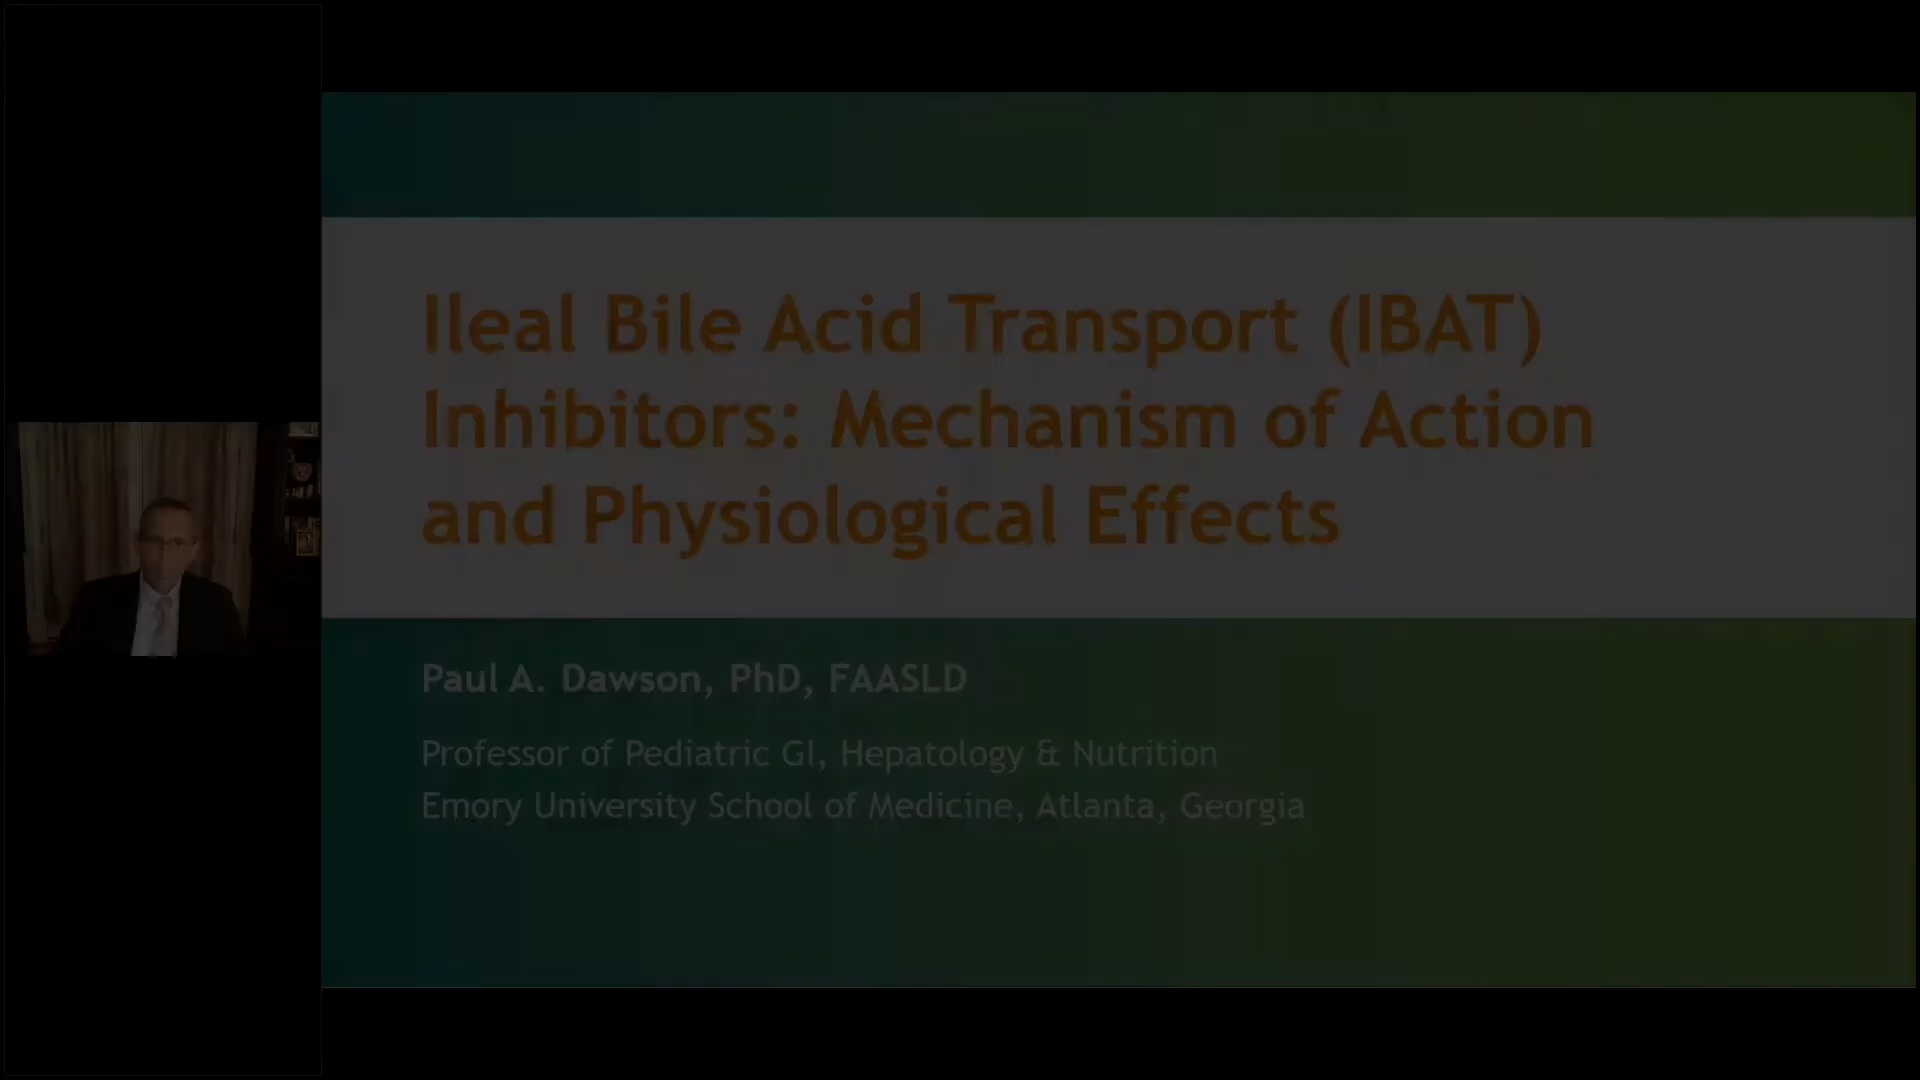 Ileal Bile Acid Transport (IBAT)
Inhibitors: Mechanism of Action
and Physiological Effects
Paul A. Dawson, PhD, FAASLD
Professor of Pediatric GI, Hepatology & Nutrition
Emory University School of Medicine, Atlanta, Georgia